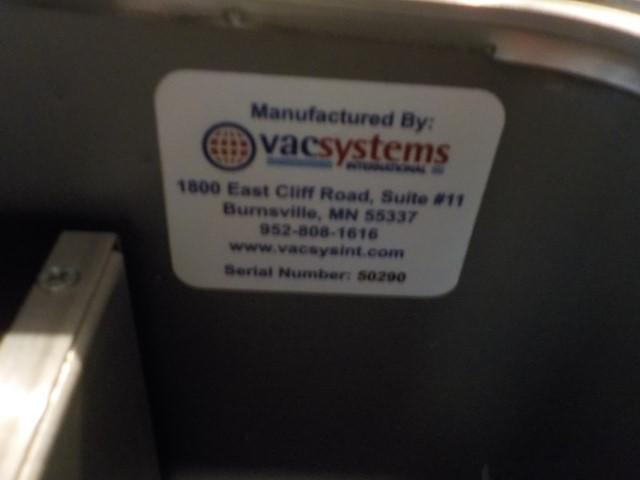 Manufactured By:
vacsystems
INTERNATIONAL
1800 East Cliff Road, Suite #11
Burnsville, MN 55337
952-808-1616
www.vacsysint.com
Serial Number: 50290